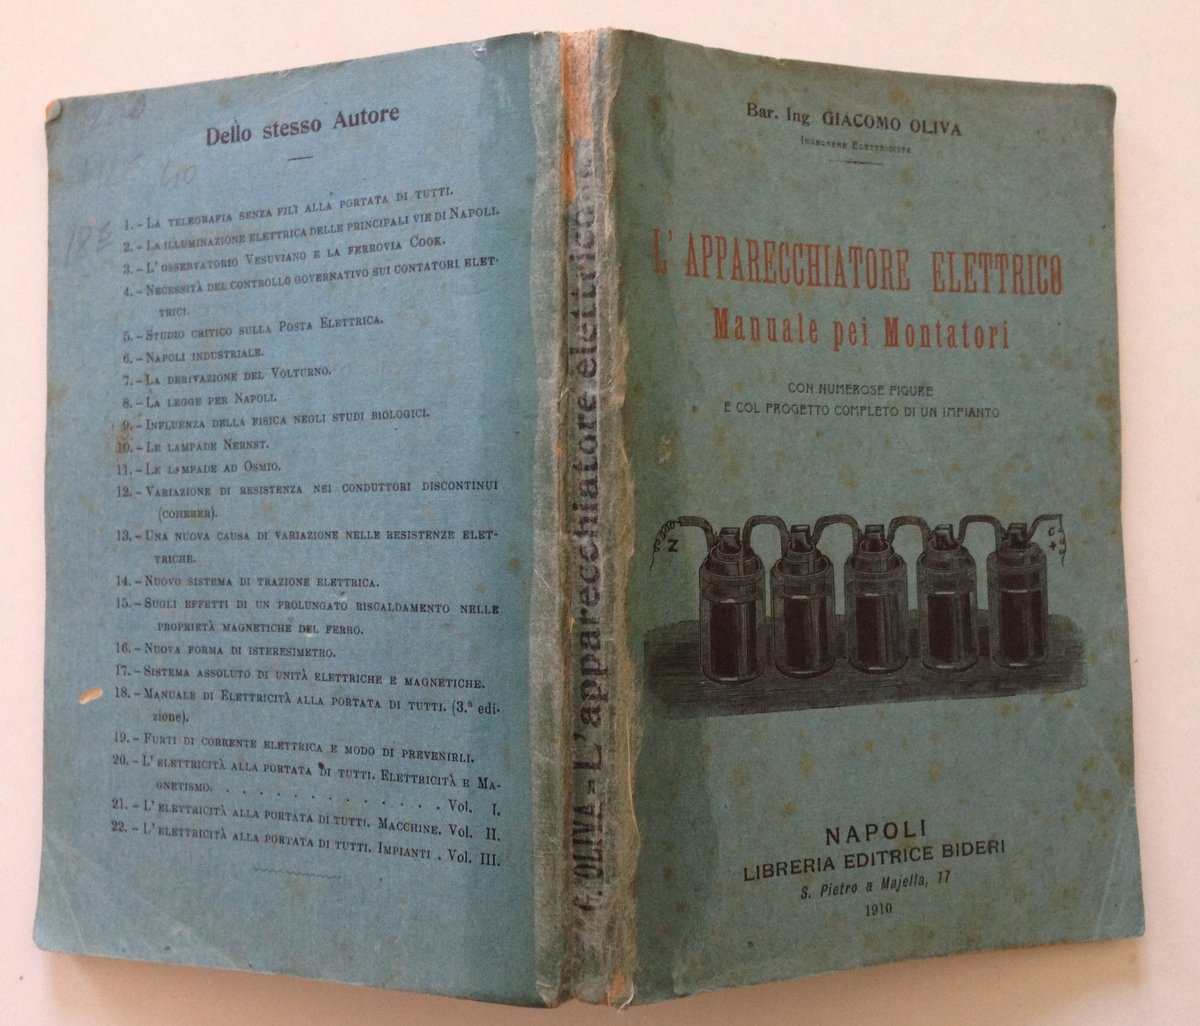 Dello stesso Autore
1. - La telegrafia senza fili alla portata di tutti.
2. - La illuminazione elettrica delle principali vie di Napoli.
3. - L'osservatorio Vesuviano e la ferrovia Cook.
4. - Necessità del controllo governativo sui contatori elet-
trici.
5. - Studio critico sulla Posta Elettrica.
6. - Napoli industriale.
7. - La derivazione del Volturno.
8. - La legge per Napoli.
9. - Influenza della fisica negli studi biologici.
10. - Le lampade Nernst.
11. - Le lampade ad Osmio.
12. - Variazione di resistenza nei conduttori discontinui
(coherer).
13. - Una nuova causa di variazione nelle resistenze elet-
triche.
14. - Nuovo sistema di trazione elettrica.
15. - Sugli effetti di un prolungato riscaldamento nelle
proprietà magnetiche del ferro.
16. - Nuova forma di isteresimetro.
17. - Sistema assoluto di unità elettriche e magnetiche.
18. - Manuale di Elettricità alla portata di tutti. (3.ª edi-
zione).
19. - Furti di corrente elettrica e modo di prevenirli.
20. - L'elettricità alla portata di tutti. Elettricità e Ma-
gnetismo. . . . . . . . . . . . . . . Vol. I.
21. - L'elettricità alla portata di tutti. Macchine. Vol. II.
22. - L'elettricità alla portata di tutti. Impianti . Vol. III.
G. OLIVA = L'apparecchiatore elettrico
Bar. Ing GIACOMO OLIVA
Ingegnere Elettricista
L'APPARECCHIATORE ELETTRICO
Manuale pei Montatori
CON NUMEROSE FIGURE
E COL PROGETTO COMPLETO DI UN IMPIANTO
Z
C
+
NAPOLI
LIBRERIA EDITRICE BIDERI
S. Pietro a Majella, 17
1910